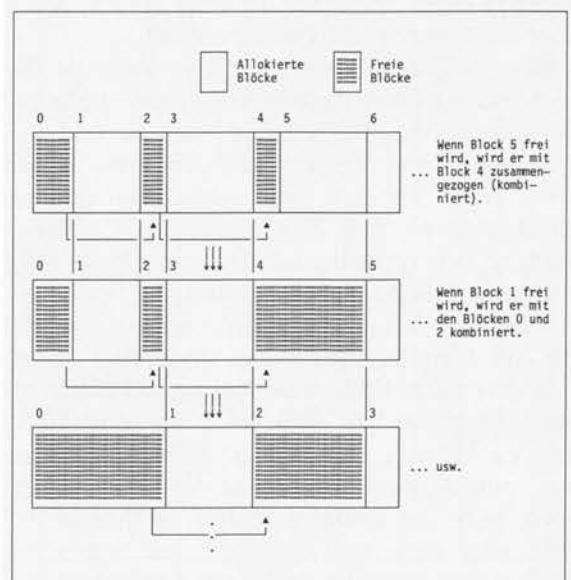 Allokierte
Blöcke
Freie
Blöcke
0 1 2 3 4 5 6
Wenn Block 5 frei
wird, wird er mit
... Block 4 zusammen-
gezogen (kombi-
niert).
0 1 2 3 4 5
Wenn Block 1 frei
wird, wird er mit
... den Blöcken 0 und
2 kombiniert.
0 1 2 3
... usw.